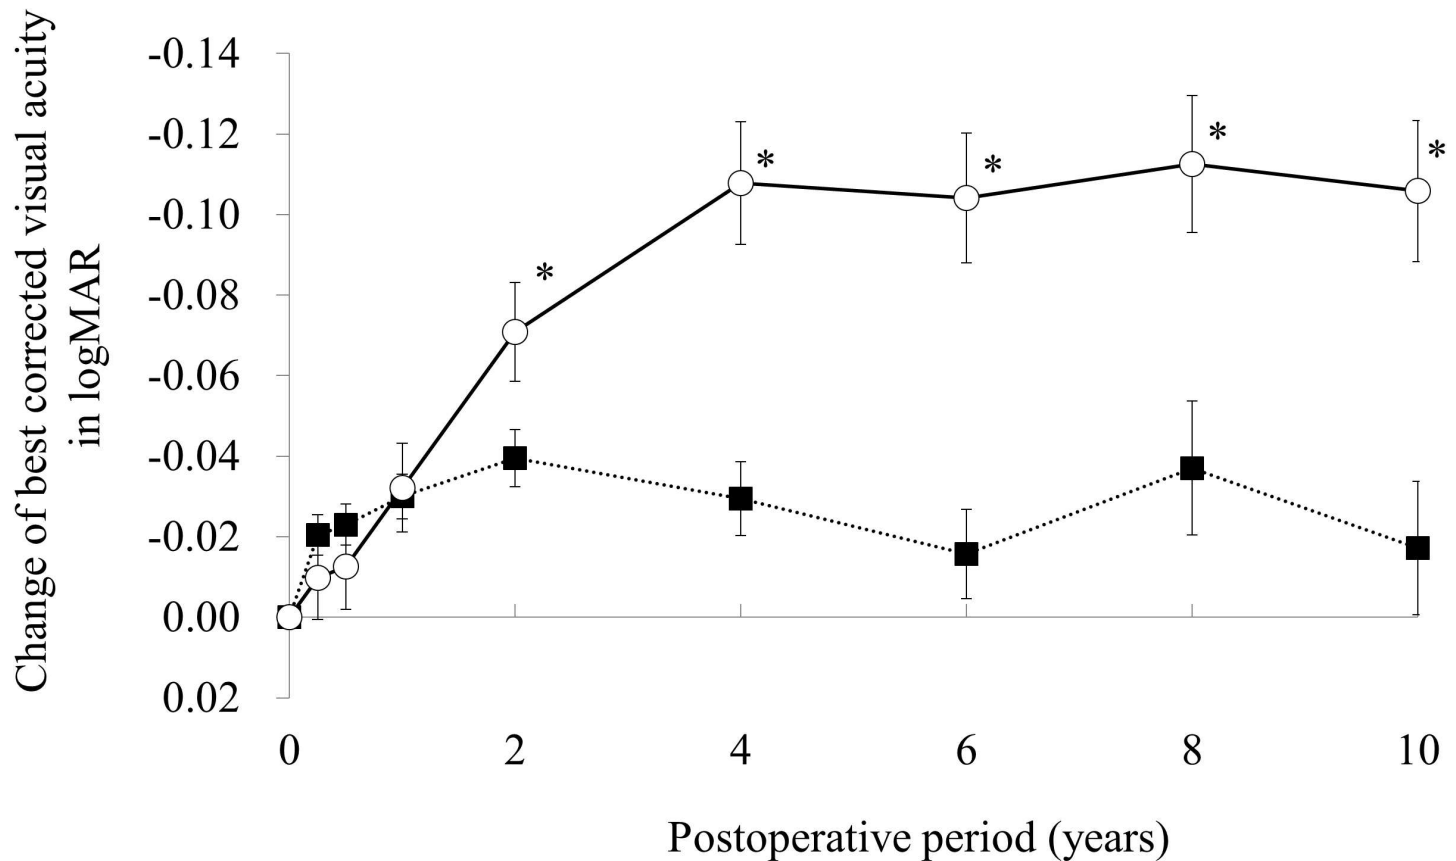 Change of best corrected visual acuity
in logMAR
-0.14
-0.12
-0.10
-0.08
-0.06
-0.04
-0.02
0.00
0.02
* * * * * *
0 2 4 6 8 10
Postoperative period (years)